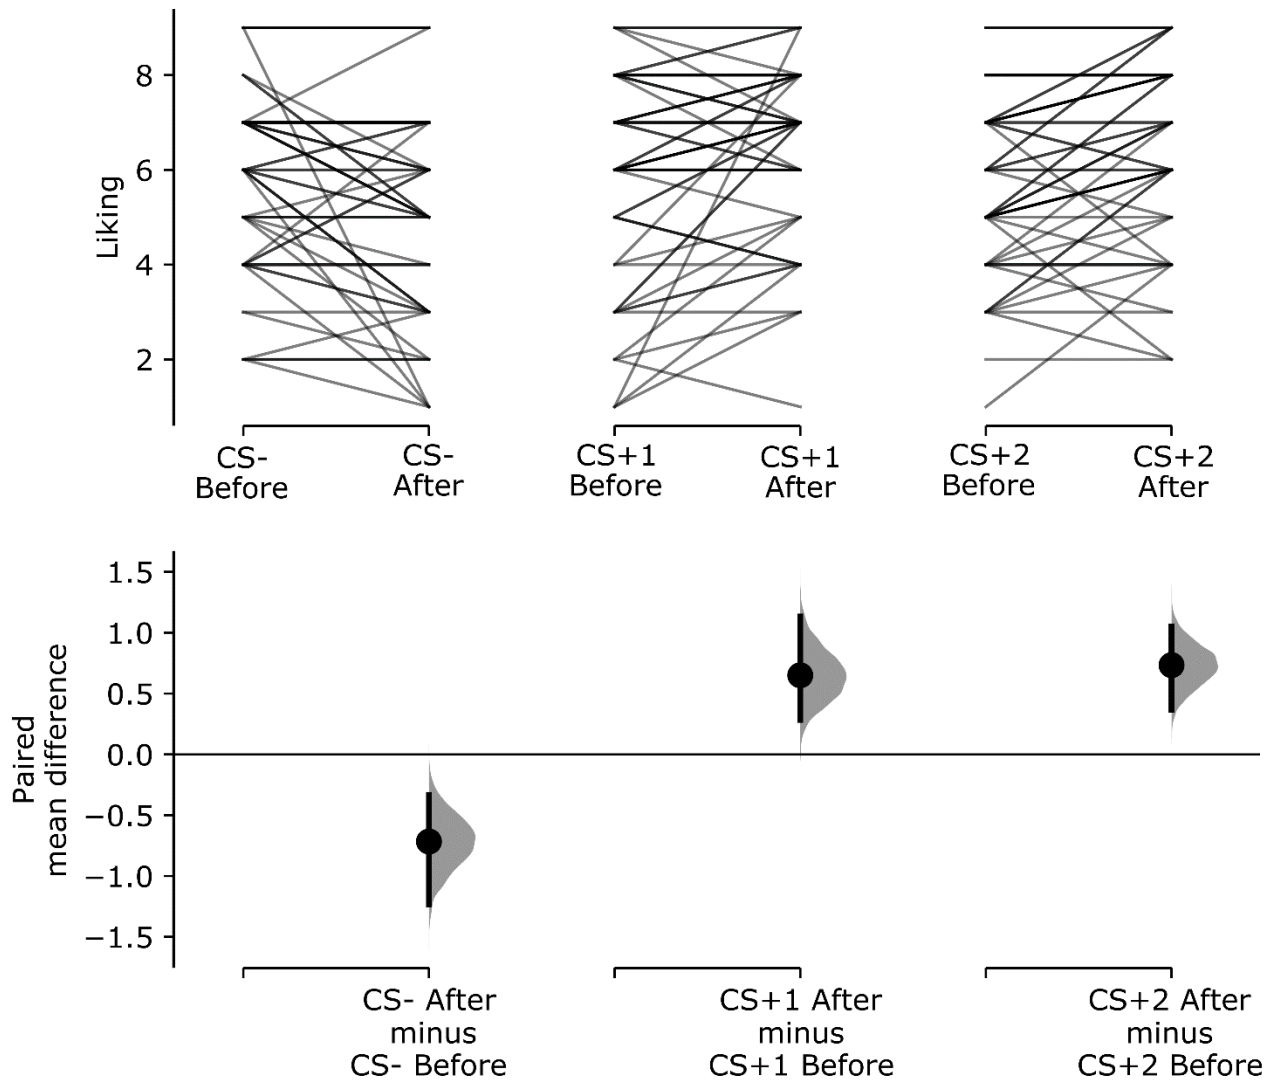 Liking
8
6
4
2
CS-
Before
CS-
After
CS+1
Before
CS+1
After
CS+2
Before
CS+2
After
Paired
mean difference
1.5
1.0
0.5
0.0
−0.5
−1.0
−1.5
CS- After
minus
CS- Before
CS+1 After
minus
CS+1 Before
CS+2 After
minus
CS+2 Before